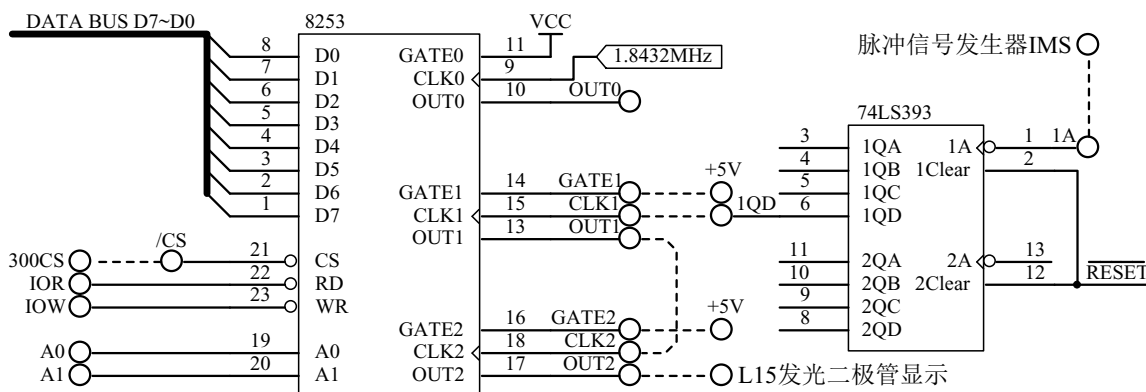 DATA BUS D7~D0
8253
VCC
脉冲信号发生器IMS
8 D0 GATE0 11
7 D1 CLK0 9 1.8432MHz
6 D2 OUT0 10 OUT0
5 D3
4 D4
3 D5
2 D6
1 D7
GATE1 14 GATE1 +5V
CLK1 15 CLK1 1QD
OUT1 13 OUT1
74LS393
3 1QA 1A 1 1A
4 1QB 1Clear 2
5 1QC
6 1QD
11 2QA 2A 13
10 2QB 2Clear 12 RESET
9 2QC
8 2QD
300CS /CS 21 CS
IOR 22 RD
IOW 23 WR
GATE2 16 GATE2 +5V
A0 19 A0 CLK2 18 CLK2
A1 20 A1 OUT2 17 OUT2 L15发光二极管显示